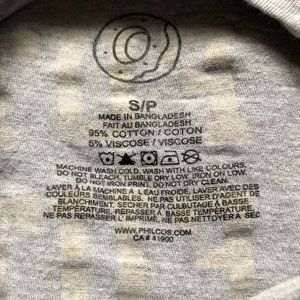 S/P
MADE IN BANGLADESH
FAIT AU BANGLADESH
95% COTTON / COTON
5% VISCOSE / VISCOSE
MACHINE WASH COLD, WASH WITH LIKE COLOURS,
DO NOT BLEACH, TUMBLE DRY LOW, IRON ON LOW.
DO NOT IRON PRINT, DO NOT DRYCLEAN
LAVER À LA MACHINE À L'EAU FROIDE, LAVER AVEC DES
COULEURS SEMBLABLES, NE PAS UTILISER D'AGENT DE
BLANCHIMENT, SECHER PAR CULBUTAGE À BASSE
TEMPÉRATURE, REPASSER À BASSE TEMPÉRATURE.
NE PAS REPASSER L'IMPRIMÉ, NE PAS NETTOYER À SEC
WWW.PHILCOS.COM
CA# 41900